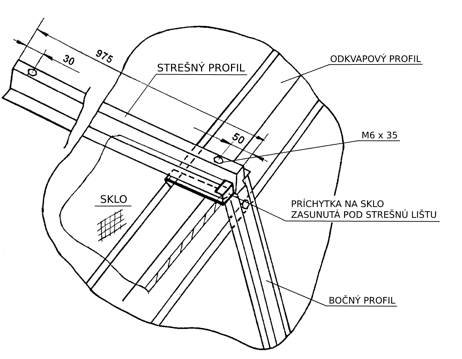 975
30
STREŠNÝ PROFIL
ODKVAPOVÝ PROFIL
50
M6 x 35
SKLO
PRÍCHYTKA NA SKLO
ZASUNUTÁ POD STREŠNÚ LIŠTU
BOČNÝ PROFIL